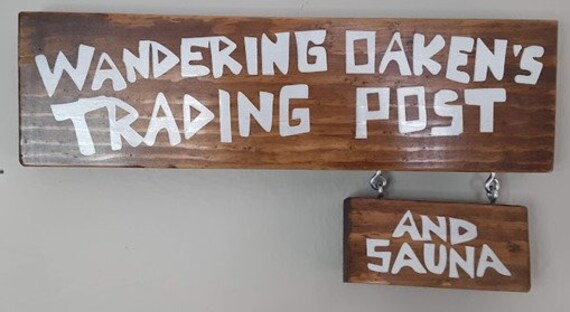 WANDERING OAKEN'S
TRADING POST
AND
SAUNA